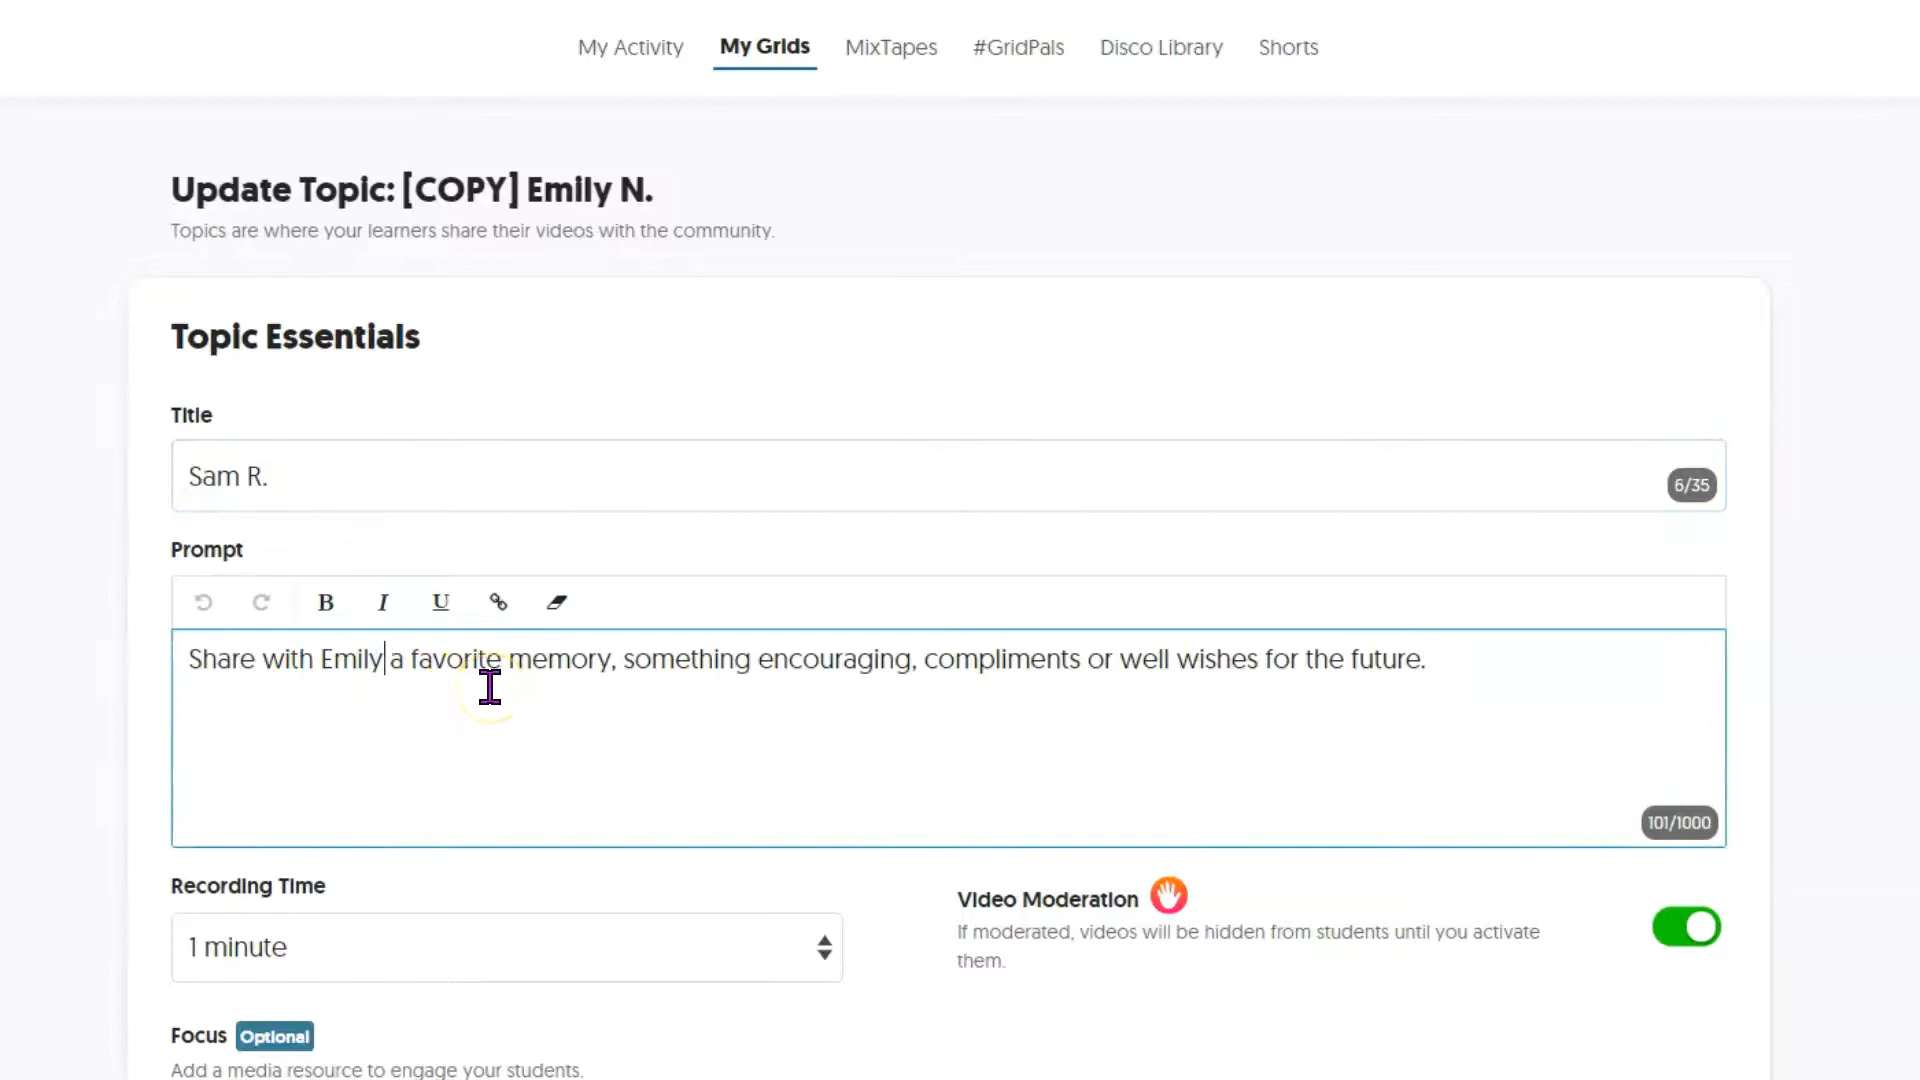 My Activity My Grids MixTapes #GridPals Disco Library Shorts
Update Topic: [COPY] Emily N.
Topics are where your learners share their videos with the community.
Topic Essentials
Title
Sam R.
6/35
Prompt
B I U
Share with Emily a favorite memory, something encouraging, compliments or well wishes for the future.
101/1000
Recording Time
1 minute
Video Moderation
If moderated, videos will be hidden from students until you activate
them.
Focus Optional
Add a media resource to engage your students.